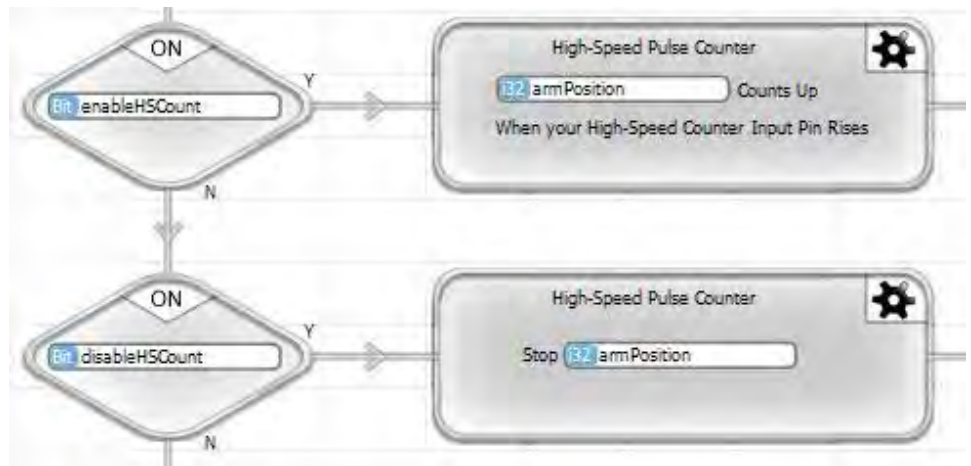 ON
High-Speed Pulse Counter
Bit enableHSCount
Y
i32 armPosition Counts Up
When your High-Speed Counter Input Pin Rises
N
ON
High-Speed Pulse Counter
Bit disableHSCount
Y
Stop i32 armPosition
N